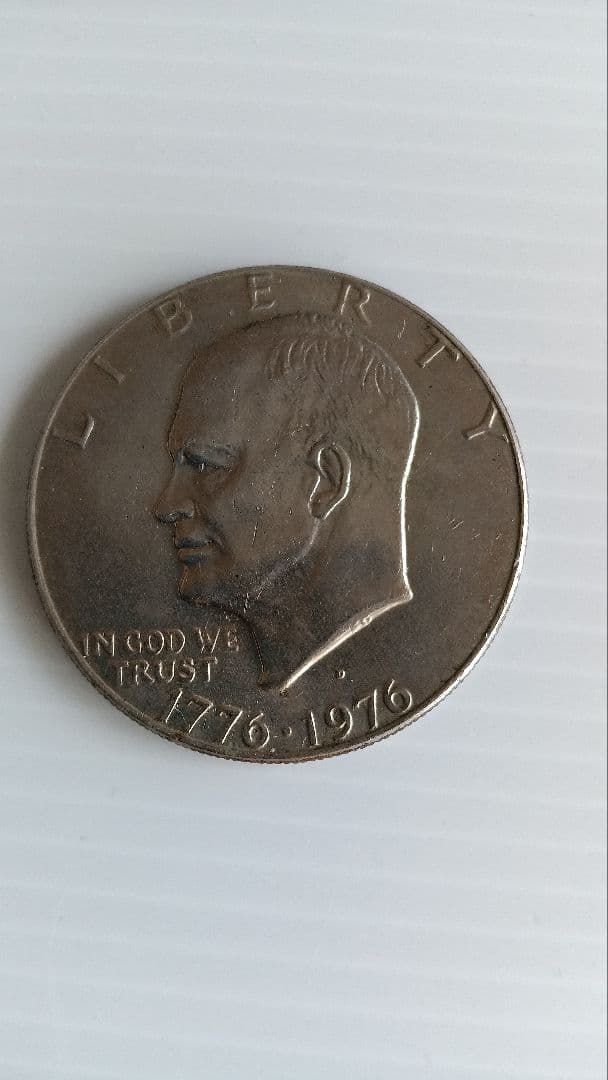 LIBERTY
IN GOD WE
TRUST
D
1776·1976